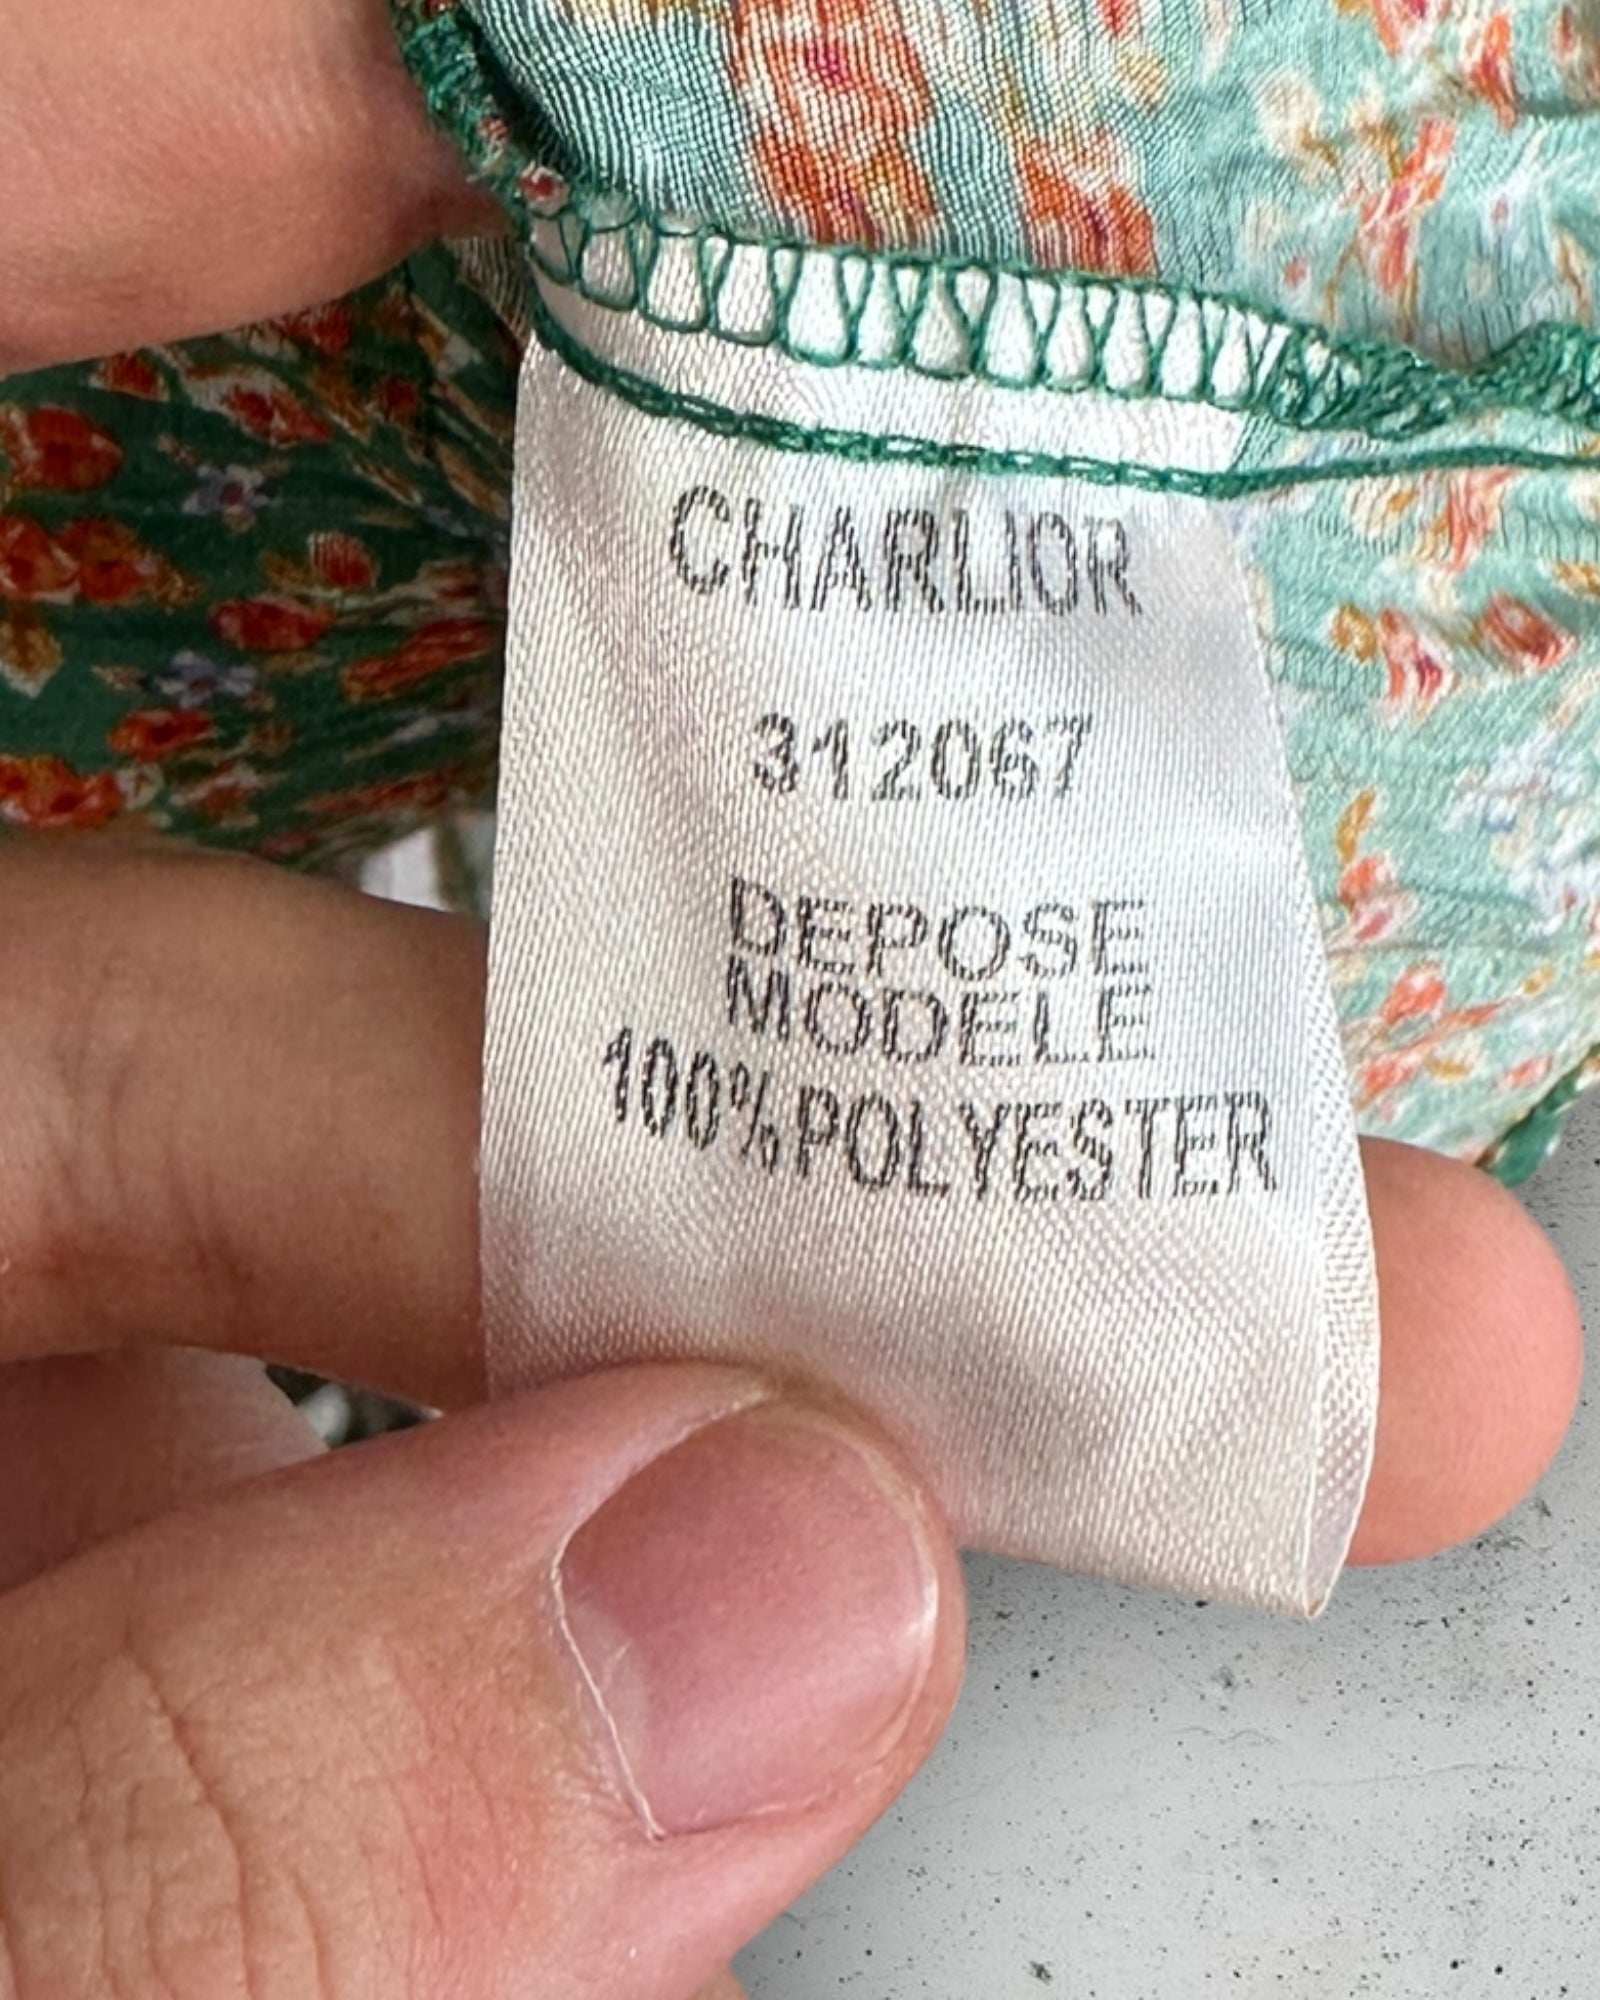 CHARLIOR
312067
DEPOSE
MODELE
100%POLYESTER